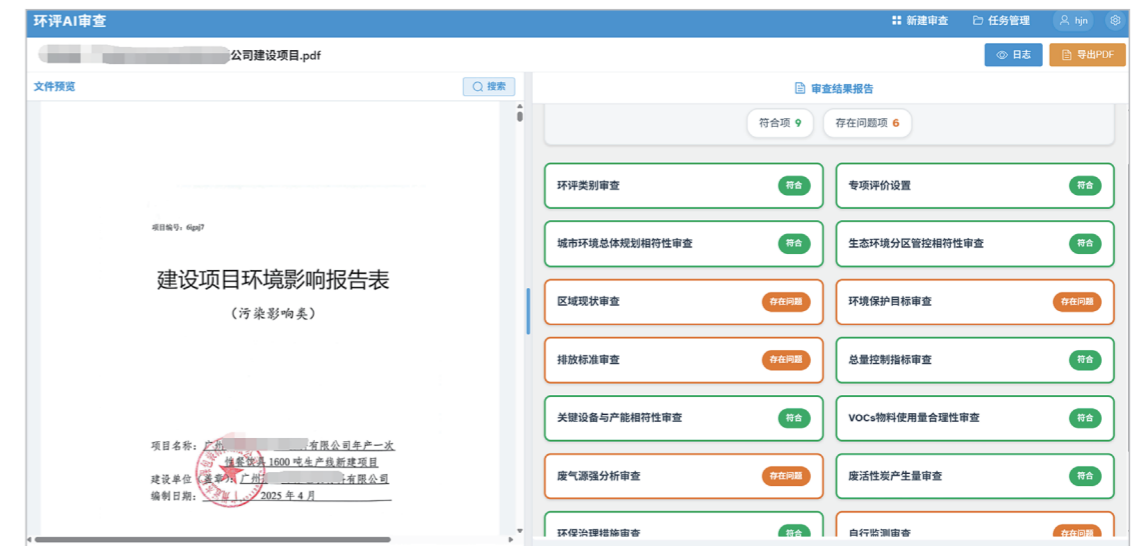 环评AI审查
新建审查 任务管理 hjn
公司建设项目.pdf
日志 导出PDF
文件预览 搜索
审查结果报告
符合项 9 存在问题项 6
环评类别审查 符合
专项评价设置 符合
城市环境总体规划相符性审查 符合
生态环境分区管控相符性审查 符合
区域现状审查 存在问题
环境保护目标审查 存在问题
排放标准审查 存在问题
总量控制指标审查 符合
关键设备与产能相符性审查 符合
VOCs物料使用量合理性审查 符合
废气源强分析审查 存在问题
废活性炭产生量审查 符合
环保治理措施审查 符合
自行监测审查 存在问题
项目编号：6ignj7
建设项目环境影响报告表
（污染影响类）
项目名称： 广州 有限公司年产一次
性餐饮具 1600 吨生产线新建项目
建设单位（盖章）：广州 有限公司
编制日期： 2025 年 4 月